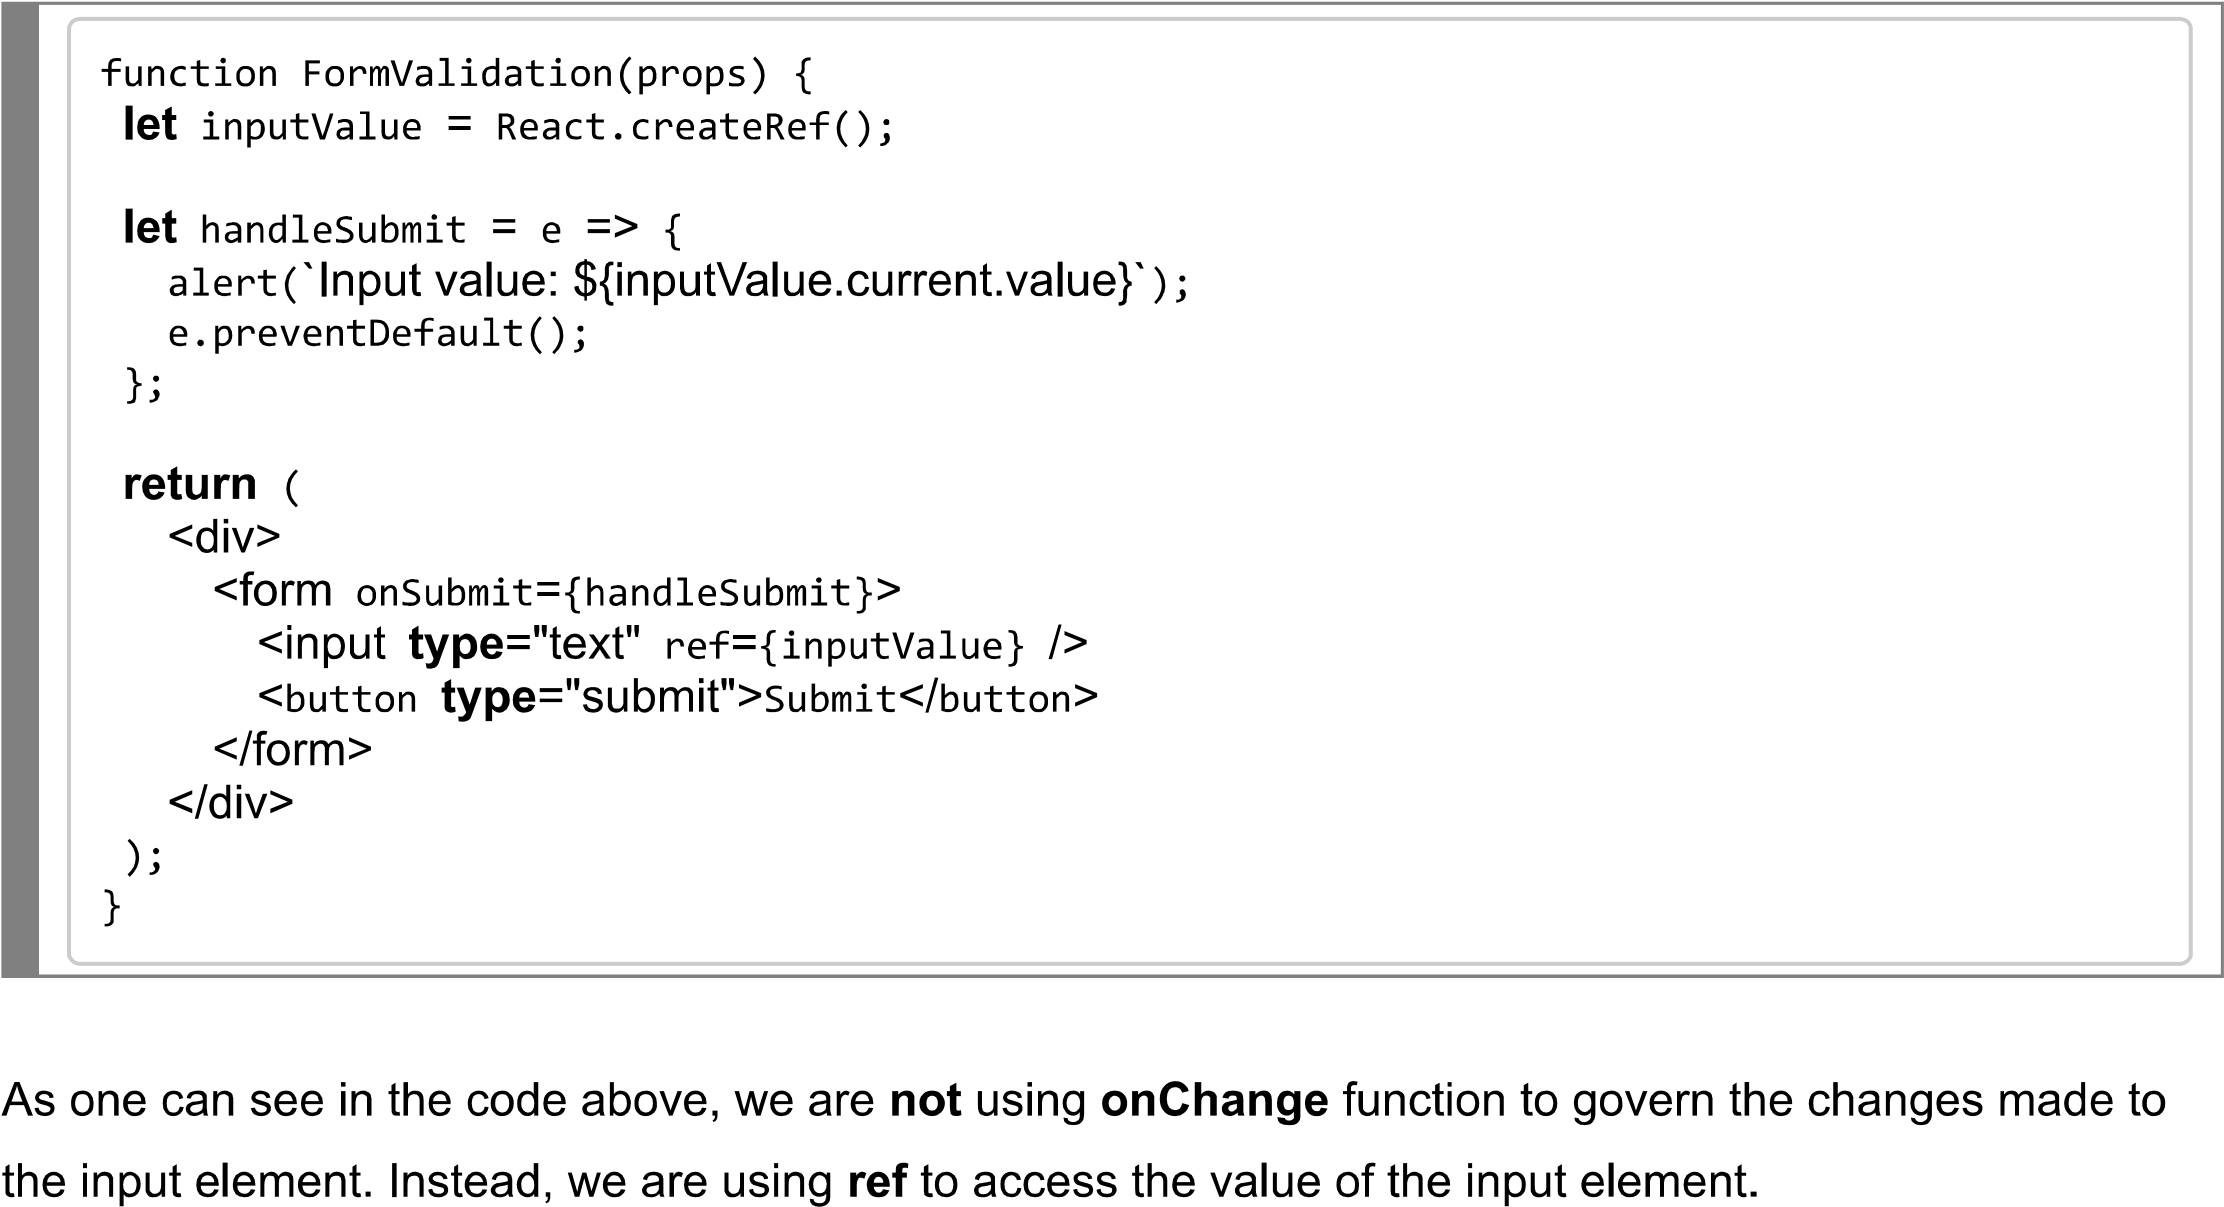 function FormValidation(props) {
let inputValue = React.createRef();
let handleSubmit = e => {
alert(`Input value: ${inputValue.current.value}`);
e.preventDefault();
};
return (
<div>
<form onSubmit={handleSubmit}>
<input type="text" ref={inputValue} />
<button type="submit">Submit</button>
</form>
</div>
);
}
As one can see in the code above, we are not using onChange function to govern the changes made to
the input element. Instead, we are using ref to access the value of the input element.